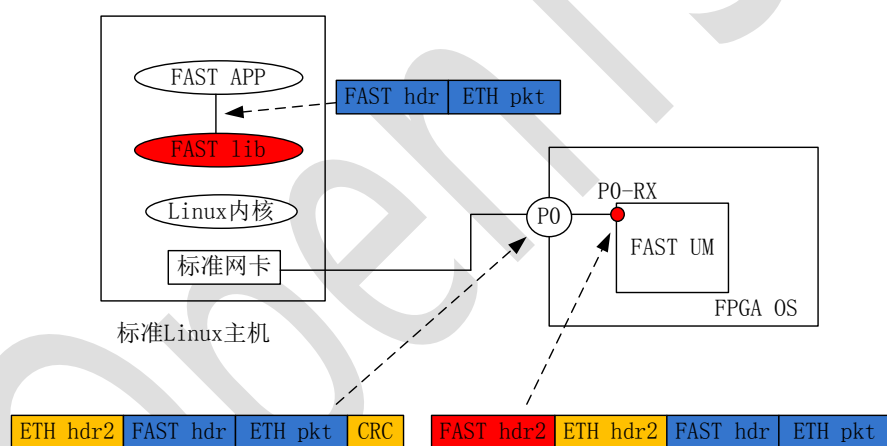 FAST APP
FAST hdr ETH pkt
FAST lib
P0-RX
Linux内核
P0
FAST UM
标准网卡
FPGA OS
标准Linux主机
ETH hdr2 FAST hdr ETH pkt CRC
FAST hdr2 ETH hdr2 FAST hdr ETH pkt